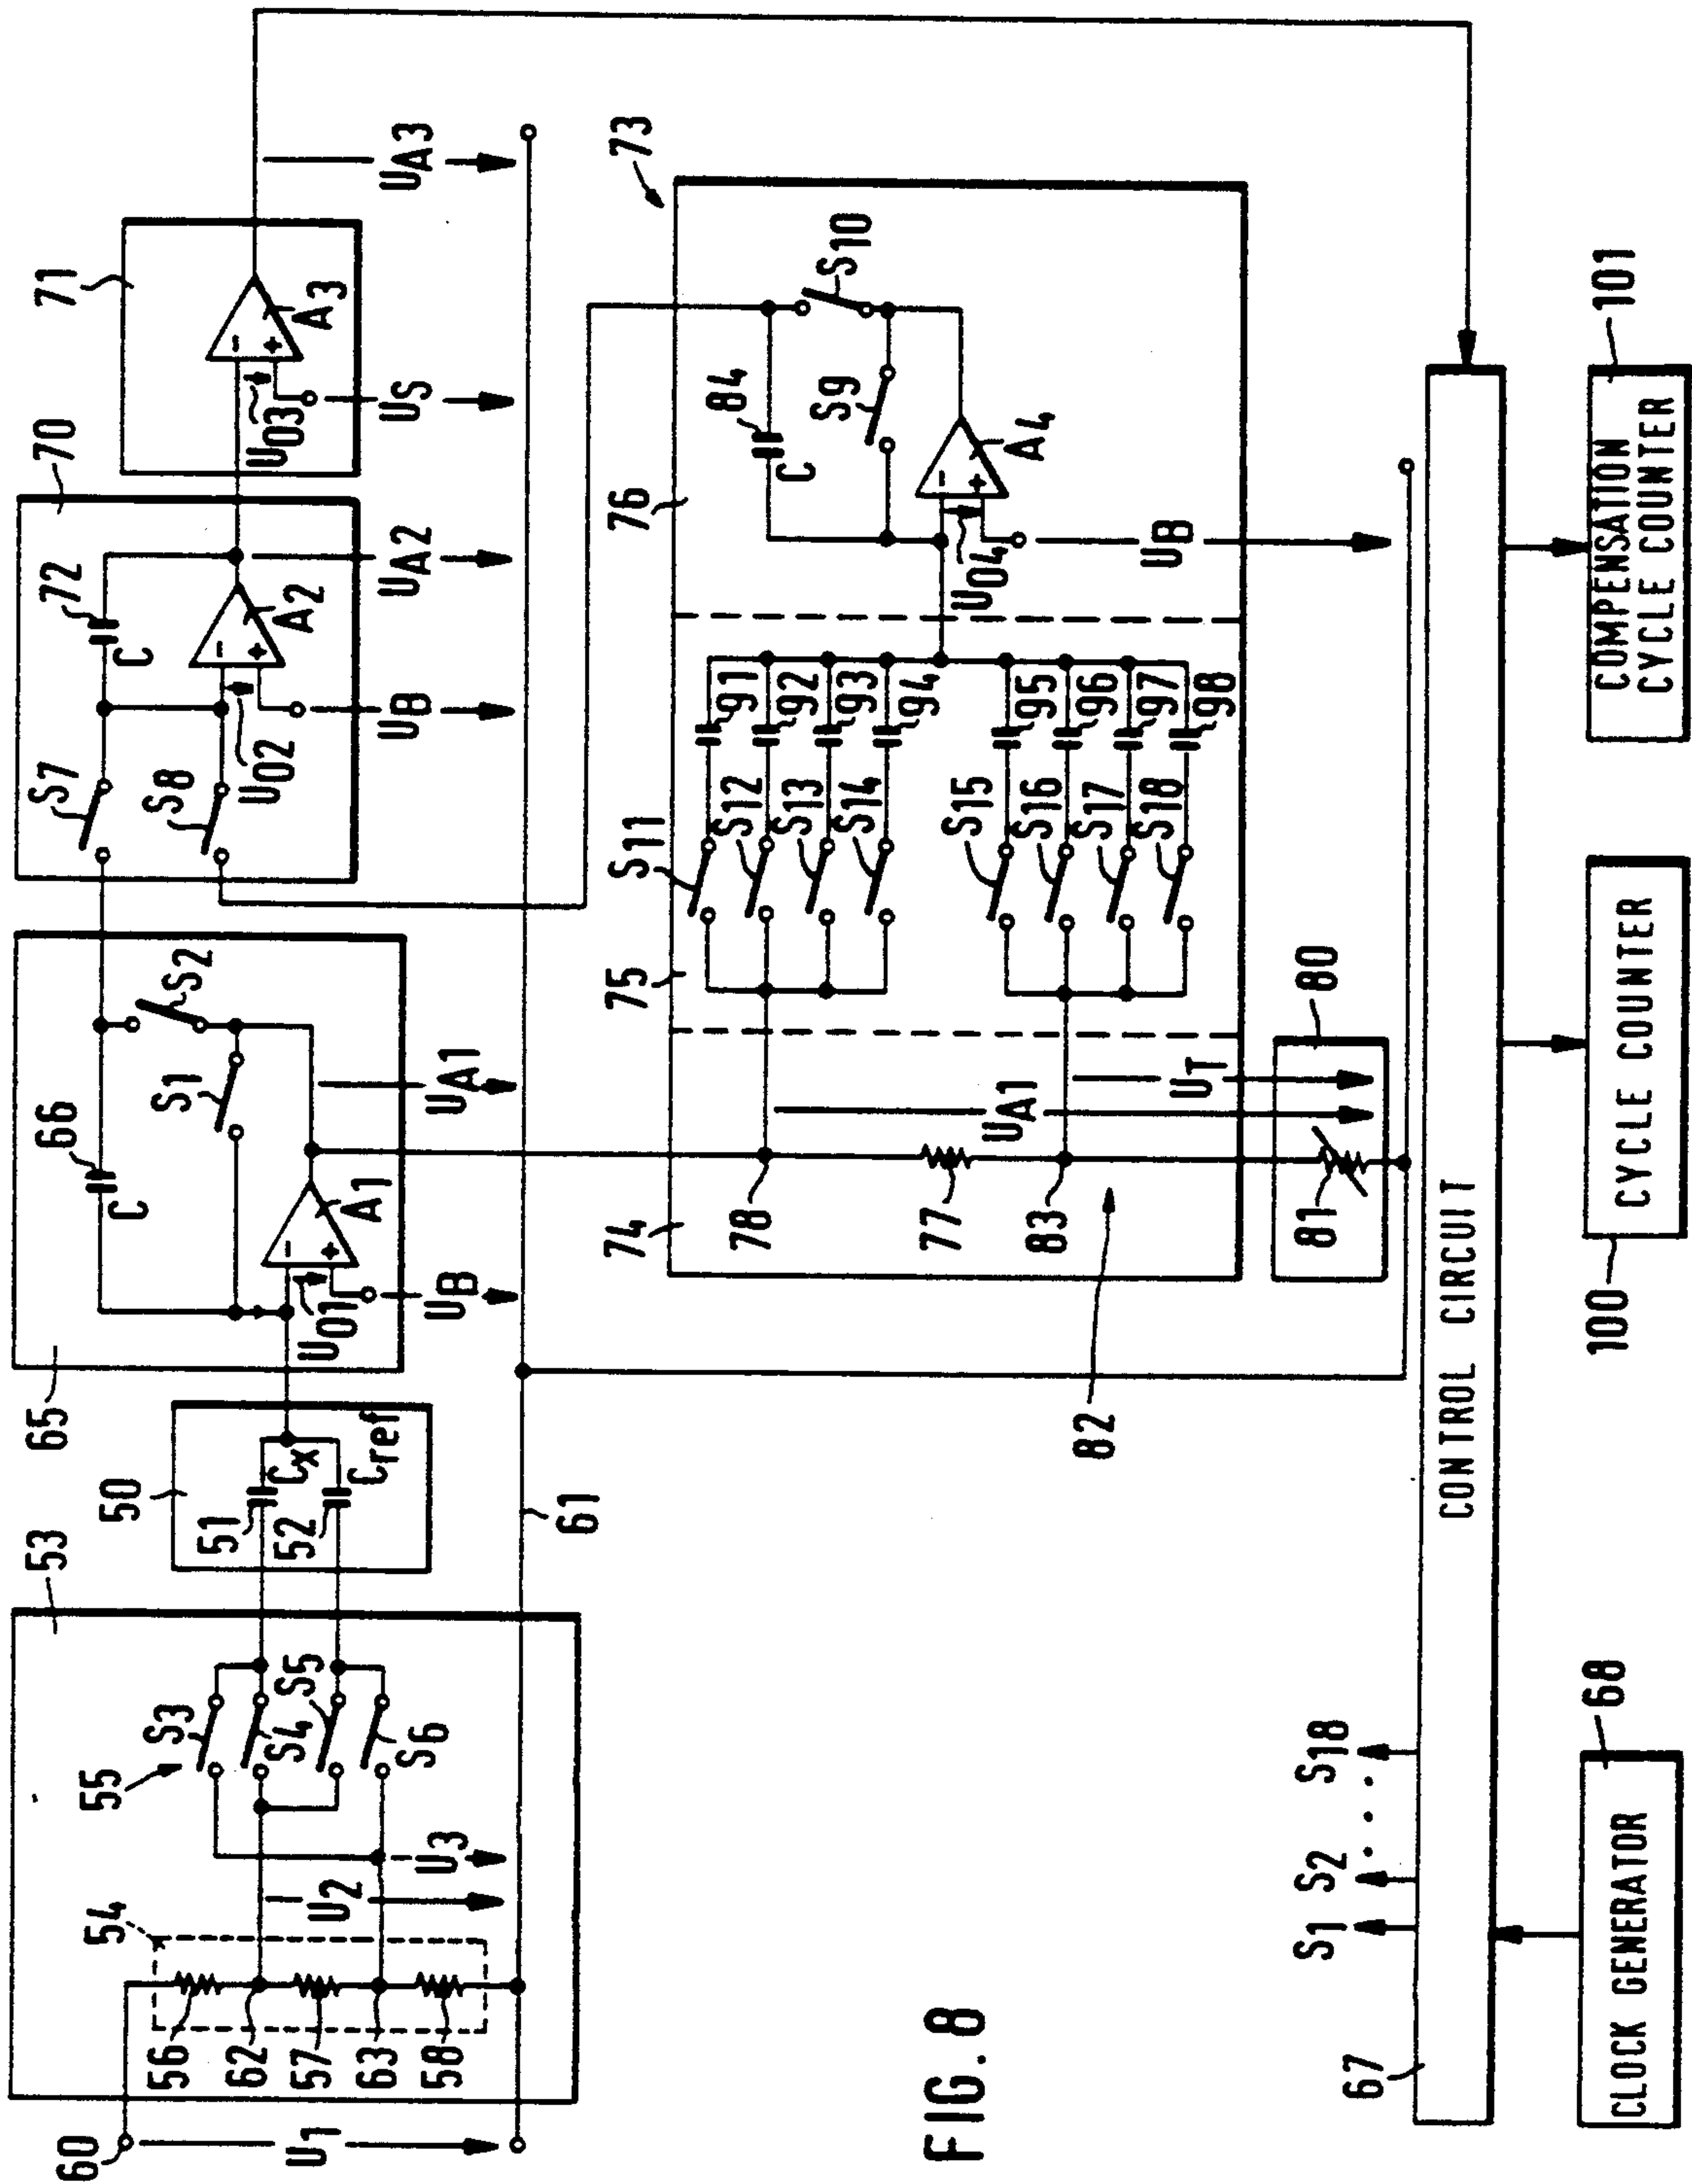 53
54
56
62
57
63
58
60
U1
U2
U3
55
S3
S4
S5
S6
50
51
52
Cx
Cref
61
65
66
C
S1
S2
A1
U01
UB
UA1
70
S7
S8
72
C
A2
U02
UB
UA2
71
A3
U03
US
UA3
73
74
78
77
83
82
UA1
UT
80
81
75
S11
S12
S13
S14
S15
S16
S17
S18
91
92
93
94
95
96
97
98
76
84
C
S9
S10
A4
U04
UB
FIG. 8
S1 S2 . . . S18
67
CONTROL CIRCUIT
68
CLOCK GENERATOR
100
CYCLE COUNTER
101
COMPENSATION
CYCLE COUNTER